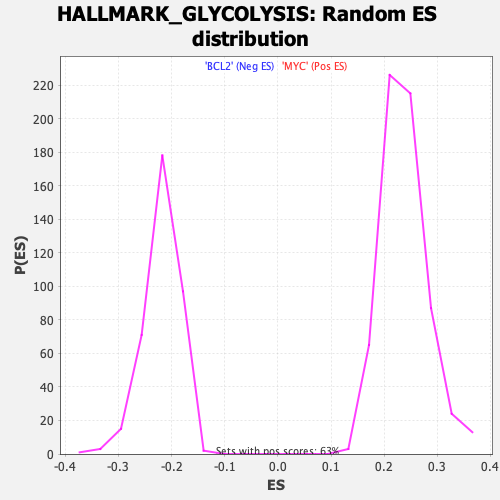 HALLMARK_GLYCOLYSIS: Random ES
distribution
'BCL2' (Neg ES) 'MYC' (Pos ES)
220
200
180
160
140
120
100
80
60
40
20
0
P(ES)
Sets with pos scores: 63%
-0.4 -0.3 -0.2 -0.1 0.0 0.1 0.2 0.3 0.4
ES